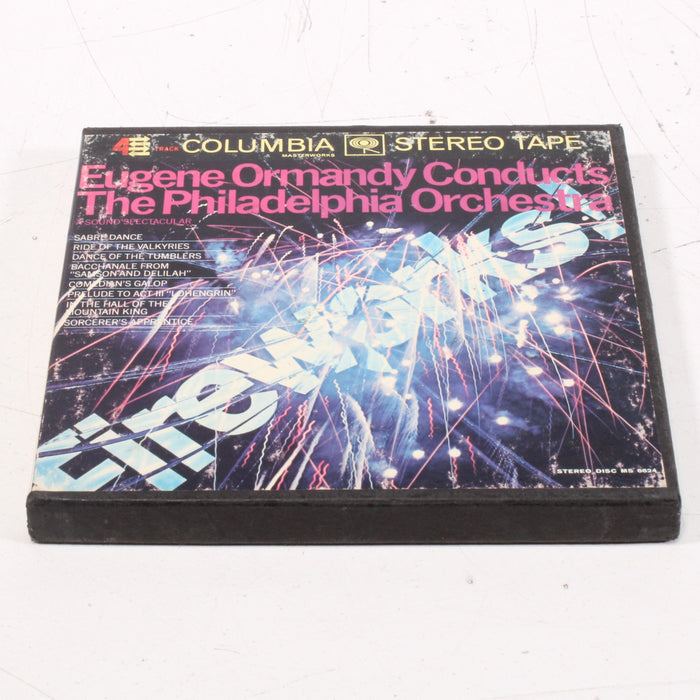 4 TRACK COLUMBIA STEREO TAPE
MASTERWORKS
Eugene Ormandy Conducts
The Philadelphia Orchestra
A SOUND SPECTACULAR
SABRE DANCE
RIDE OF THE VALKYRIES
DANCE OF THE TUMBLERS
BACCHANALE FROM
"SAMSON AND DELILAH"
COMEDIAN'S GALOP
PRELUDE TO ACT III "LOHENGRIN"
IN THE HALL OF THE
MOUNTAIN KING
SORCERER'S APPRENTICE
Fireworks!
STEREO DISC MS 6624